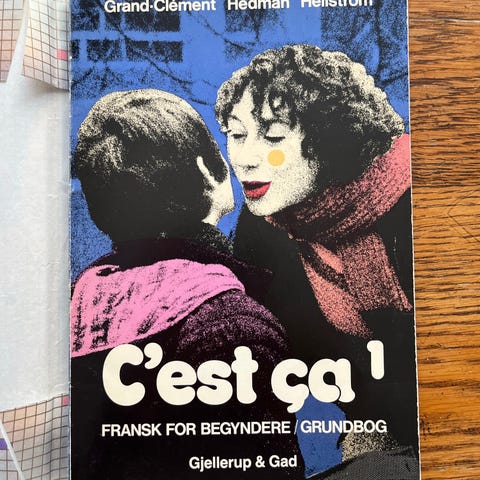 Grand-Clément Hedman Hellström
C'est ça 1
FRANSK FOR BEGYNDERE / GRUNDBOG
Gjellerup & Gad